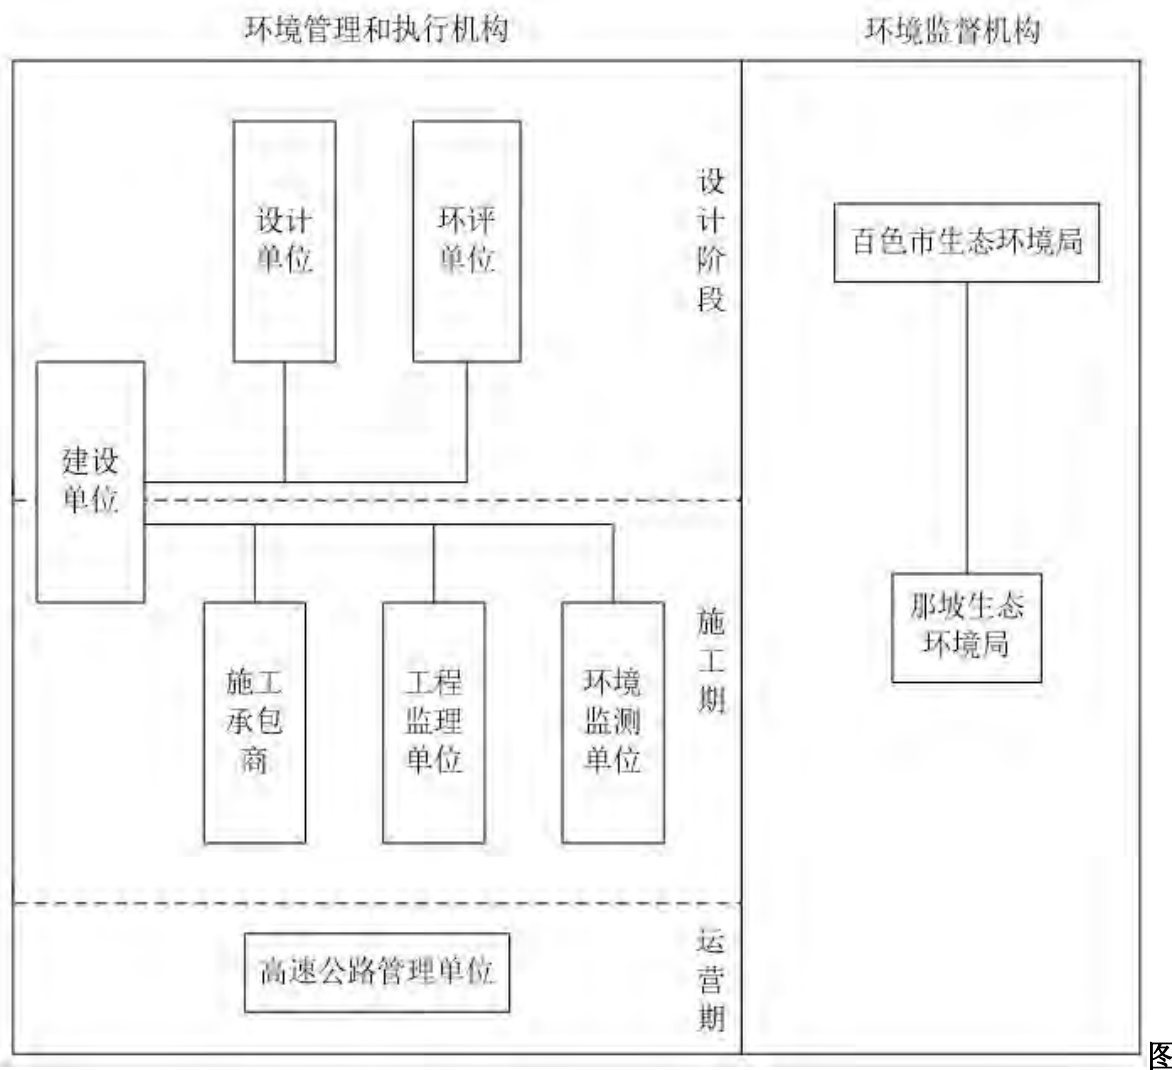 环境管理和执行机构
环境监督机构
设计
单位
环评
单位
设
计
阶
段
百色市生态环境局
建设
单位
施工
承包
商
工程
监理
单位
环境
监测
单位
施
工
期
那坡生态
环境局
高速公路管理单位
运
营
期
图